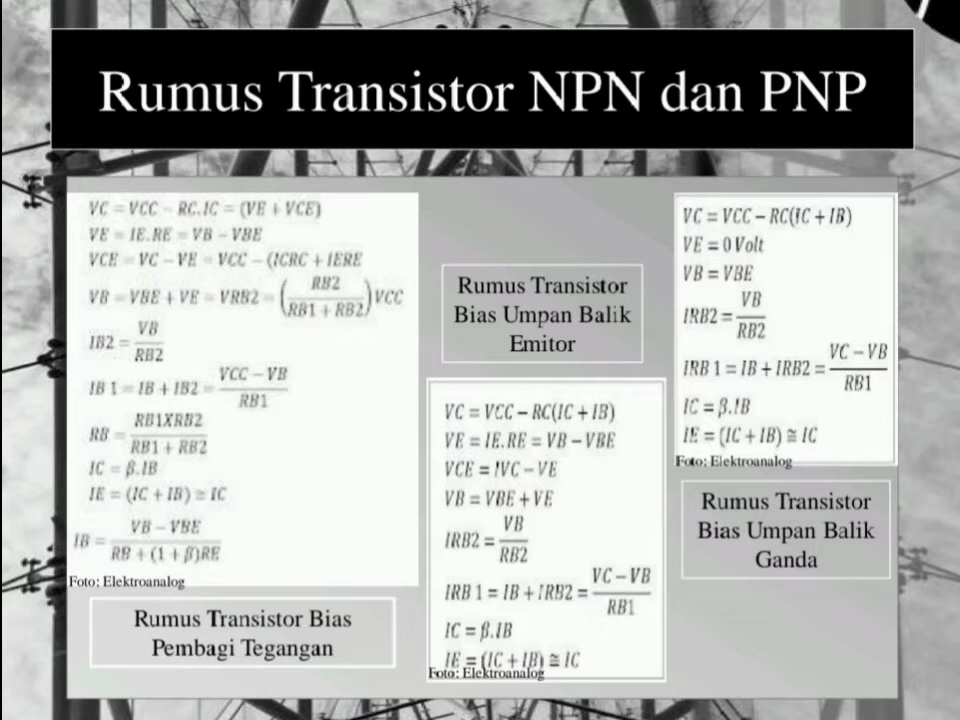 Rumus Transistor NPN dan PNP
VC = VCC − RC.IC = (VE + VCE)
VE = IE.RE = VB − VBE
VCE = VC − VE = VCC − (ICRC + IERE
VB = VBE + VE = VRB2 = (RB2 / RB1 + RB2) VCC
IB2 = VB / RB2
IB 1 = IB + IB2 = VCC − VB / RB1
RB = RB1XRB2 / RB1 + RB2
IC = β.IB
IE = (IC + IB) ≅ IC
IB = VB − VBE / RB + (1 + β)RE
Foto: Elektroanalog
Rumus Transistor Bias
Pembagi Tegangan
Rumus Transistor
Bias Umpan Balik
Emitor
VC = VCC − RC(IC + IB)
VE = IE.RE = VB − VBE
VCE = IVC − VE
VB = VBE + VE
IRB2 = VB / RB2
IRB 1 = IB + IRB2 = VC − VB / RB1
IC = β.IB
IE = (IC + IB) ≅ IC
Foto: Elektroanalog
VC = VCC − RC(IC + IB)
VE = 0 Volt
VB = VBE
IRB2 = VB / RB2
IRB 1 = IB + IRB2 = VC − VB / RB1
IC = β.IB
IE = (IC + IB) ≅ IC
Foto: Elektroanalog
Rumus Transistor
Bias Umpan Balik
Ganda